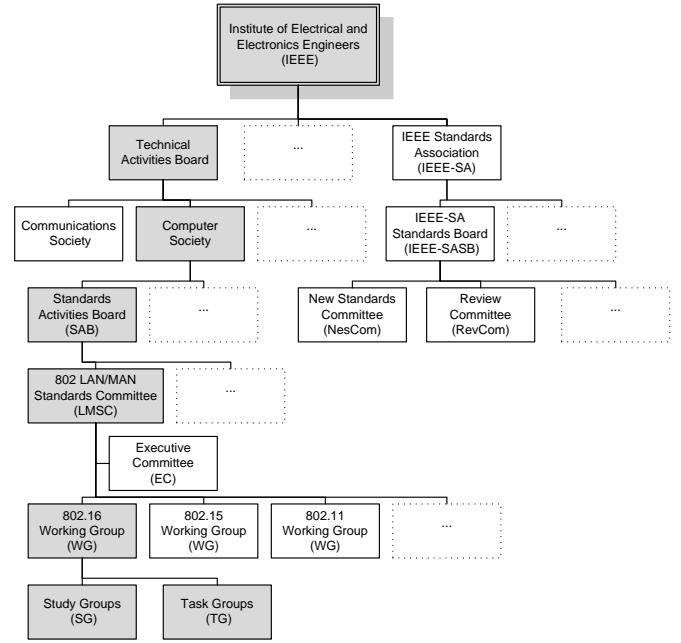 Institute of Electrical and
Electronics Engineers
(IEEE)
Technical
Activities Board
...
IEEE Standards
Association
(IEEE-SA)
Communications
Society
Computer
Society
...
IEEE-SA
Standards Board
(IEEE-SASB)
...
Standards
Activities Board
(SAB)
...
New Standards
Committee
(NesCom)
Review
Committee
(RevCom)
...
802 LAN/MAN
Standards Committee
(LMSC)
...
Executive
Committee
(EC)
802.16
Working Group
(WG)
802.15
Working Group
(WG)
802.11
Working Group
(WG)
...
Study Groups
(SG)
Task Groups
(TG)